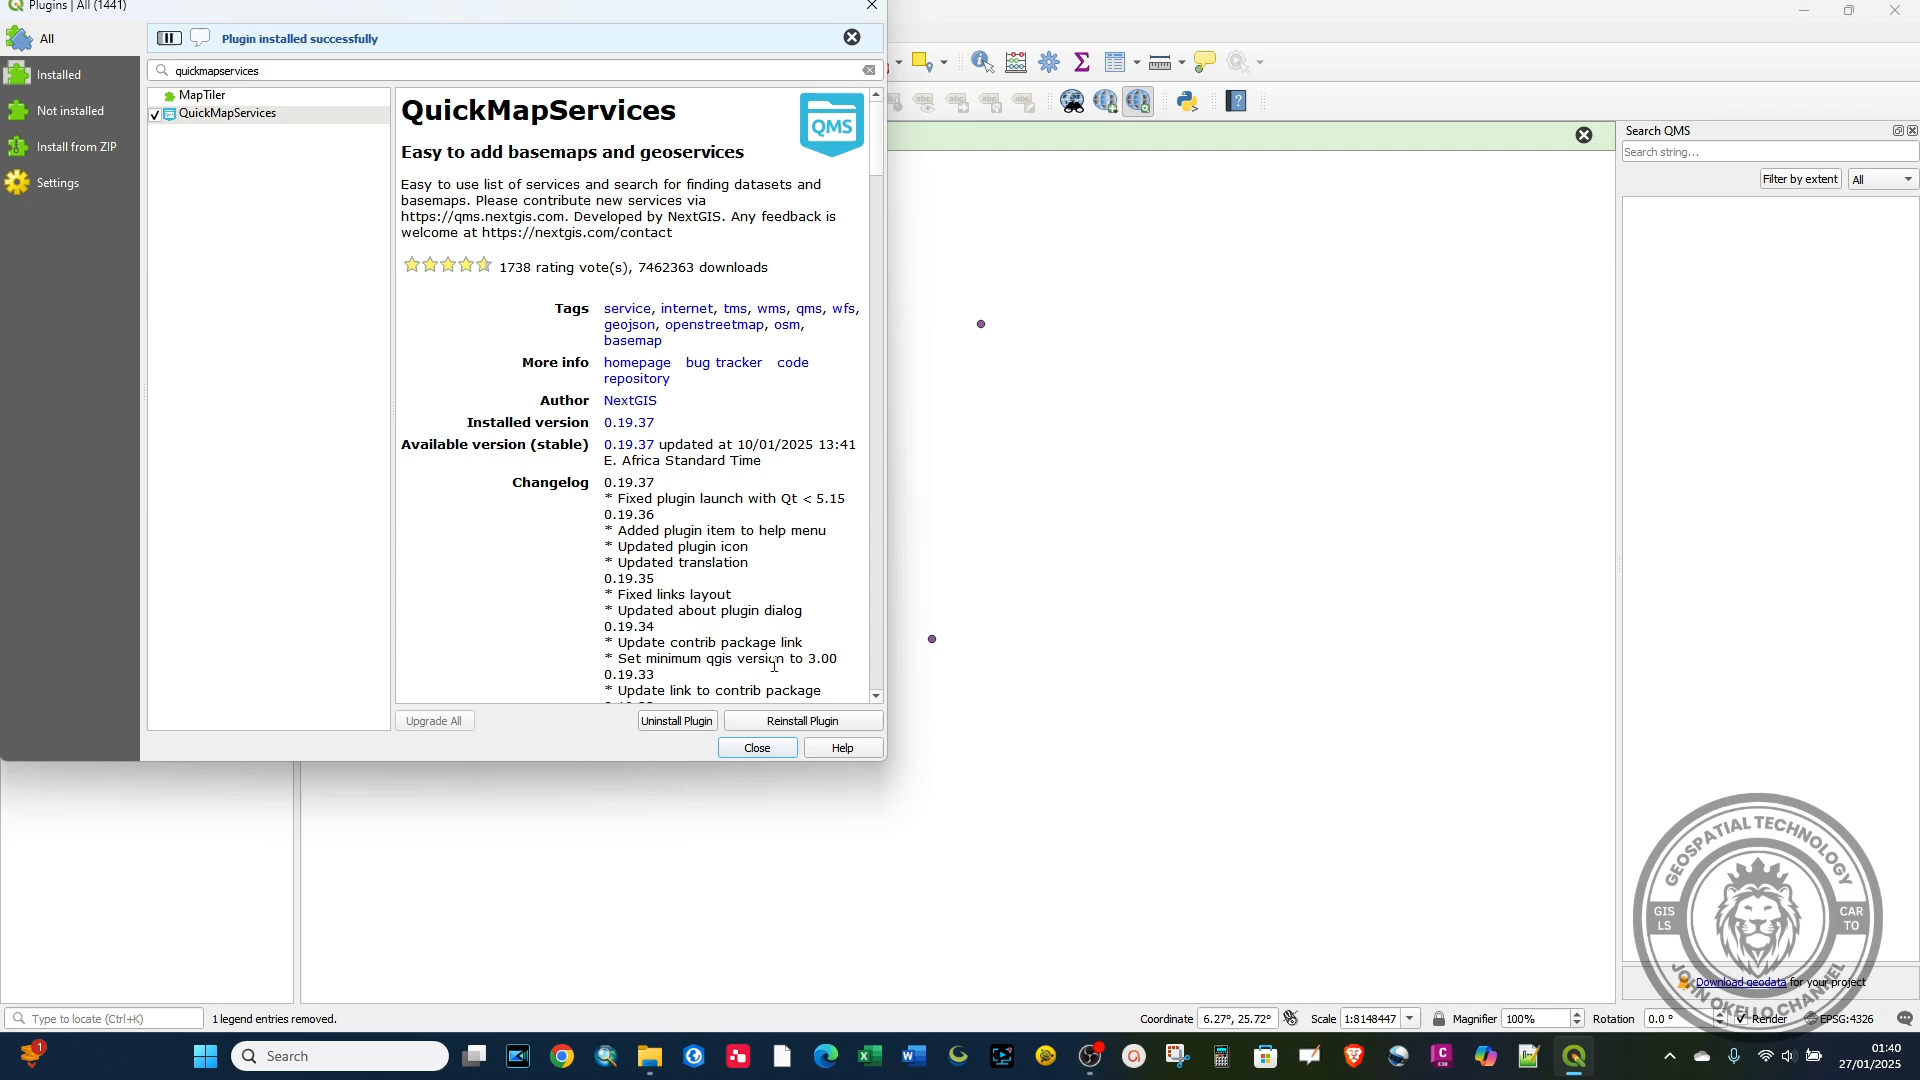 Plugins | All (1441)
All
Installed
Not installed
Install from ZIP
Settings
Plugin installed successfully
quickmapservices
MapTiler
QuickMapServices
QuickMapServices
QMS
Easy to add basemaps and geoservices
Easy to use list of services and search for finding datasets and
basemaps. Please contribute new services via
https://qms.nextgis.com. Developed by NextGIS. Any feedback is
welcome at https://nextgis.com/contact
1738 rating vote(s), 7462363 downloads
Tags service, internet, tms, wms, qms, wfs,
geojson, openstreetmap, osm,
basemap
More info homepage bug tracker code
repository
Author NextGIS
Installed version 0.19.37
Available version (stable) 0.19.37 updated at 10/01/2025 13:41
E. Africa Standard Time
Changelog 0.19.37
* Fixed plugin launch with Qt < 5.15
0.19.36
* Added plugin item to help menu
* Updated plugin icon
* Updated translation
0.19.35
* Fixed links layout
* Updated about plugin dialog
0.19.34
* Update contrib package link
* Set minimum qgis version to 3.00
0.19.33
* Update link to contrib package
Upgrade All
Uninstall Plugin
Reinstall Plugin
Close
Help
Search QMS
Search string...
Filter by extent
All
GEOSPATIAL TECHNOLOGY
GIS
LS
CAR
TO
JOHN OKELLO CHANNEL
Download geodata for your project
Type to locate (Ctrl+K)
1 legend entries removed.
Coordinate 6.27°, 25.72°
Scale 1:8148447
Magnifier 100%
Rotation 0.0 °
Render
EPSG:4326
1
Search
01:40
27/01/2025